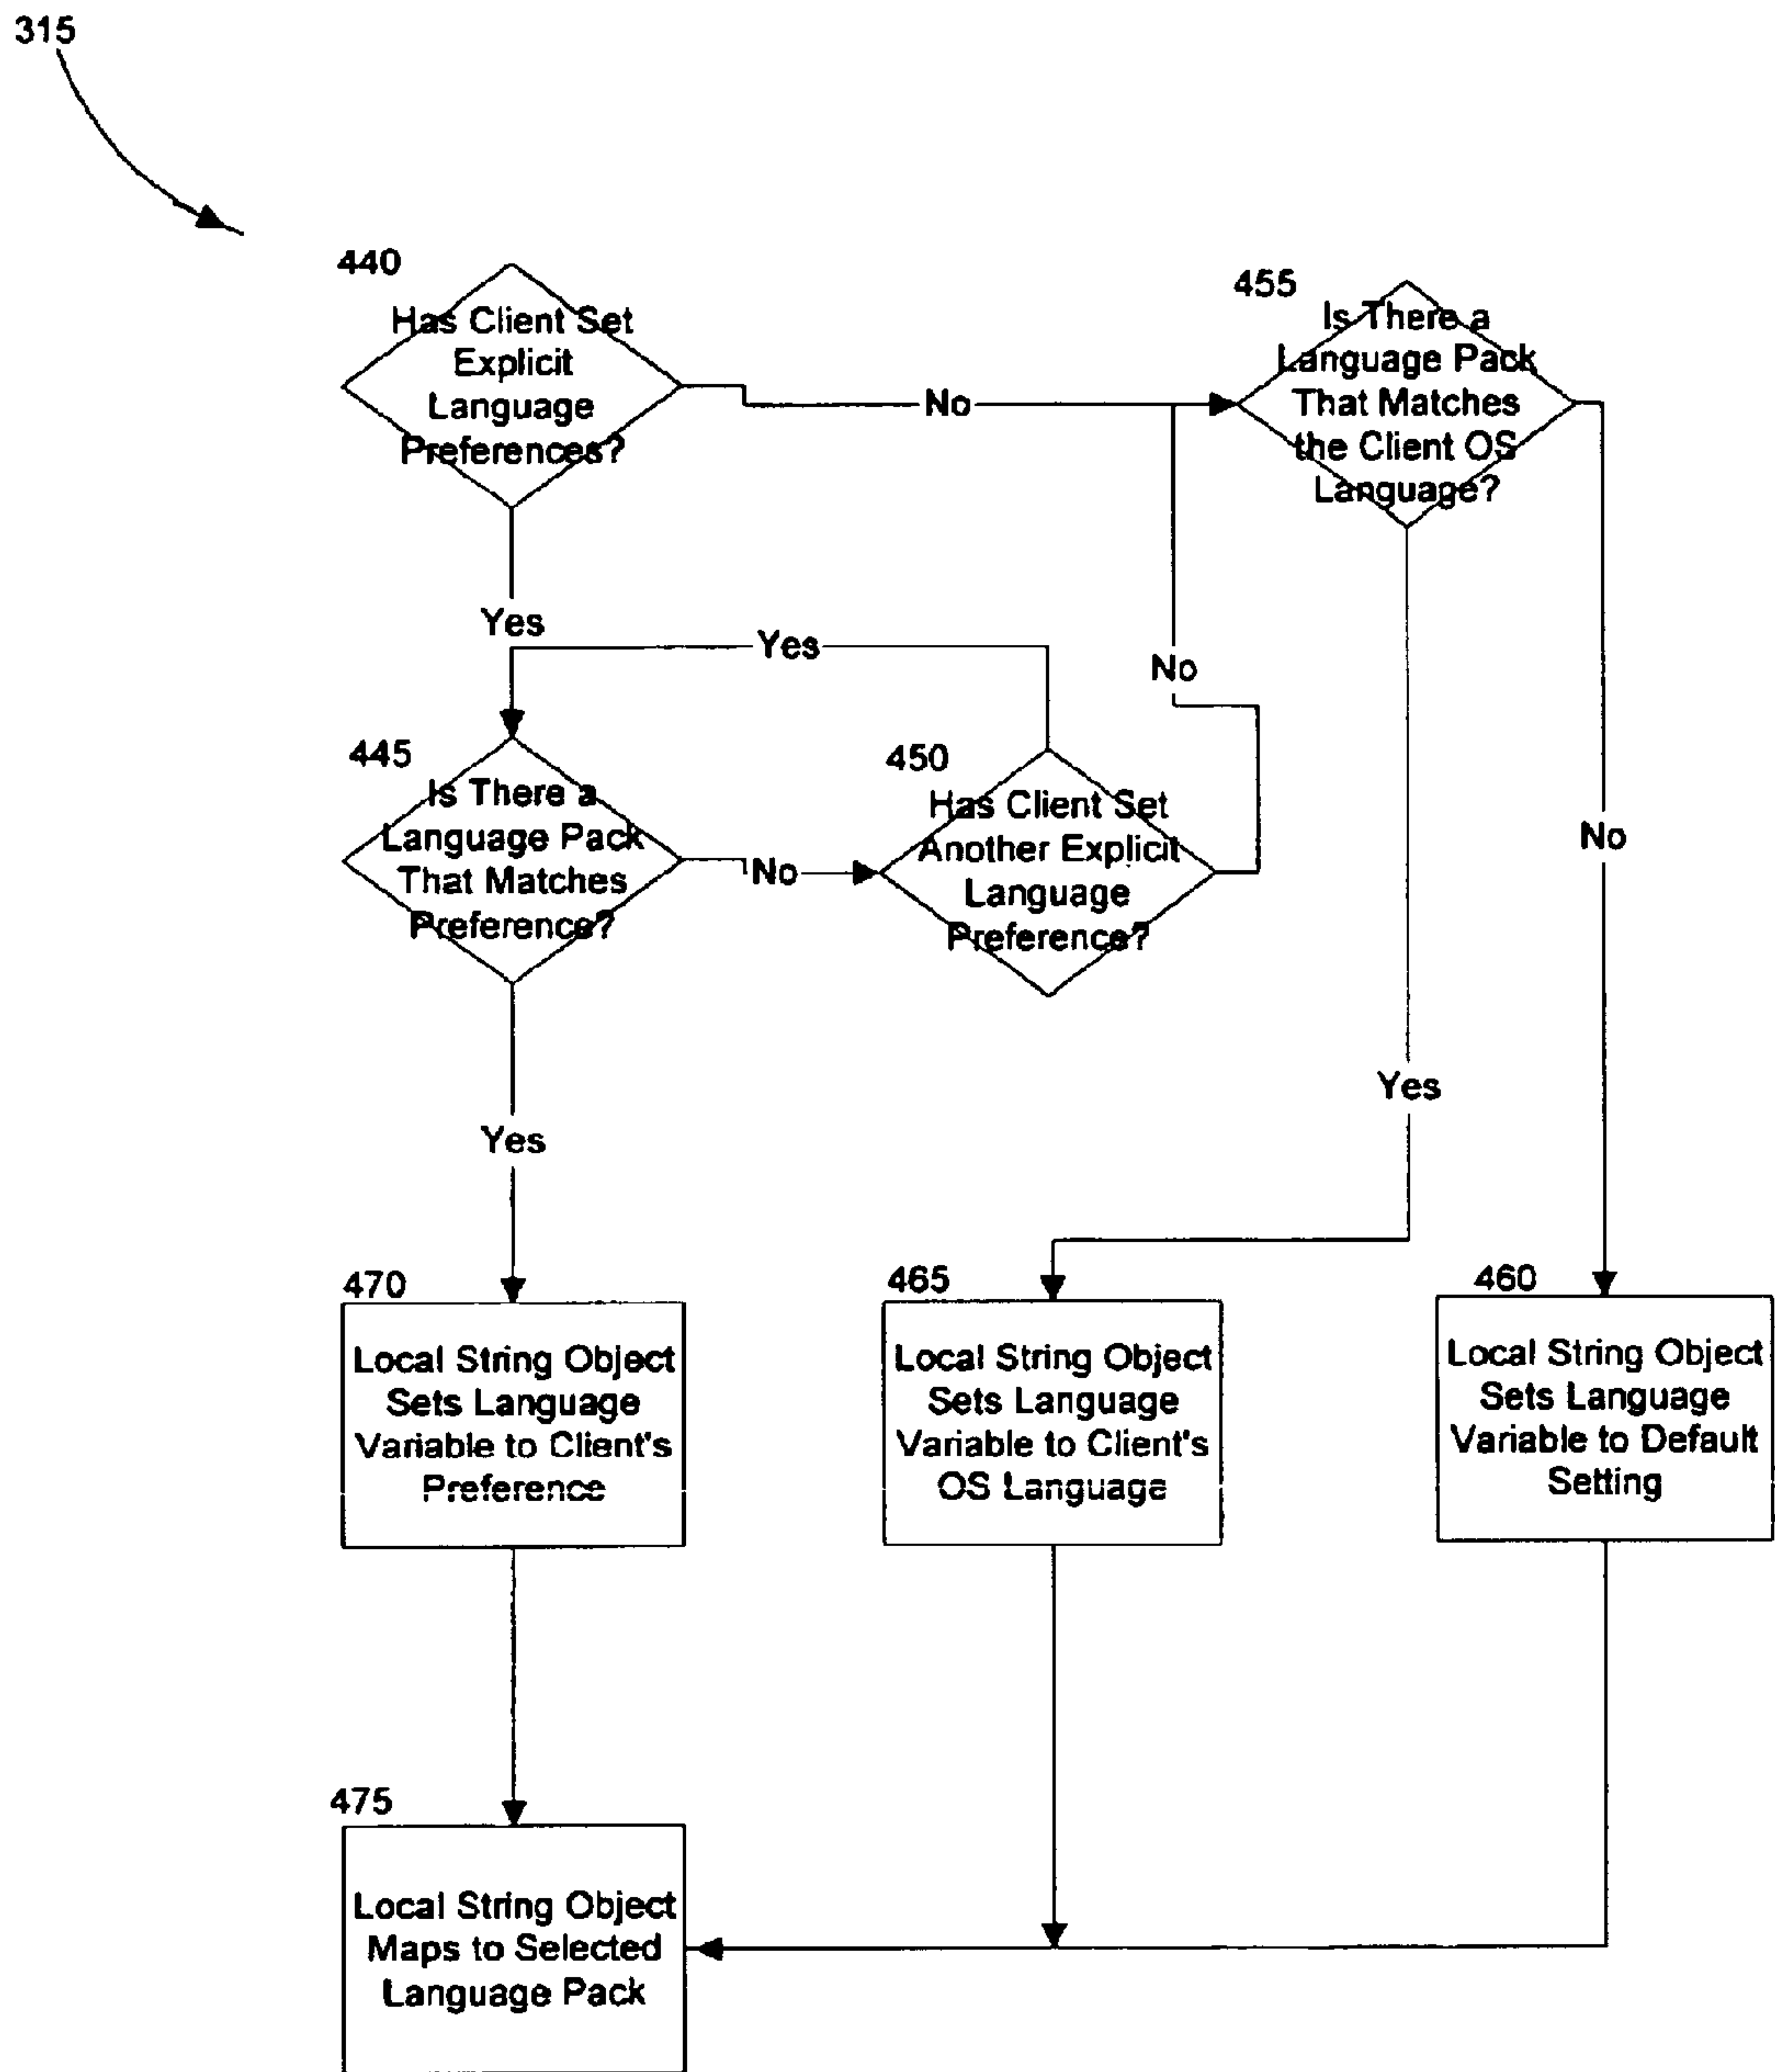 315
440
Has Client Set
Explicit
Language
Preferences?
No
455
Is There a
Language Pack
That Matches
the Client OS
Language?
Yes
Yes
No
445
Is There a
Language Pack
That Matches
Preference?
No
450
Has Client Set
Another Explicit
Language
Preference?
No
Yes
Yes
470
Local String Object
Sets Language
Variable to Client's
Preference
465
Local String Object
Sets Language
Variable to Client's
OS Language
460
Local String Object
Sets Language
Variable to Default
Setting
475
Local String Object
Maps to Selected
Language Pack